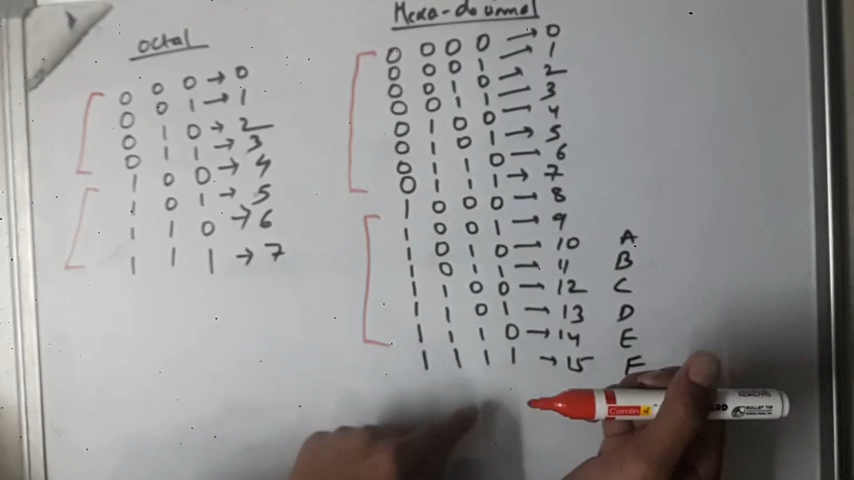 octal
0 0 0 → 0
0 0 1 → 1
0 1 0 → 2
0 1 1 → 3
1 0 0 → 4
1 0 1 → 5
1 1 0 → 6
1 1 1 → 7
Hexa-decimal
0 0 0 0 → 0
0 0 0 1 → 1
0 0 1 0 → 2
0 0 1 1 → 3
0 1 0 0 → 4
0 1 0 1 → 5
0 1 1 0 → 6
0 1 1 1 → 7
1 0 0 0 → 8
1 0 0 1 → 9
1 0 1 0 → 10 A
1 0 1 1 → 11 B
1 1 0 0 → 12 C
1 1 0 1 → 13 D
1 1 1 0 → 14 E
1 1 1 1 → 15 F
Camlin
KOKUYO
BULLET TIP